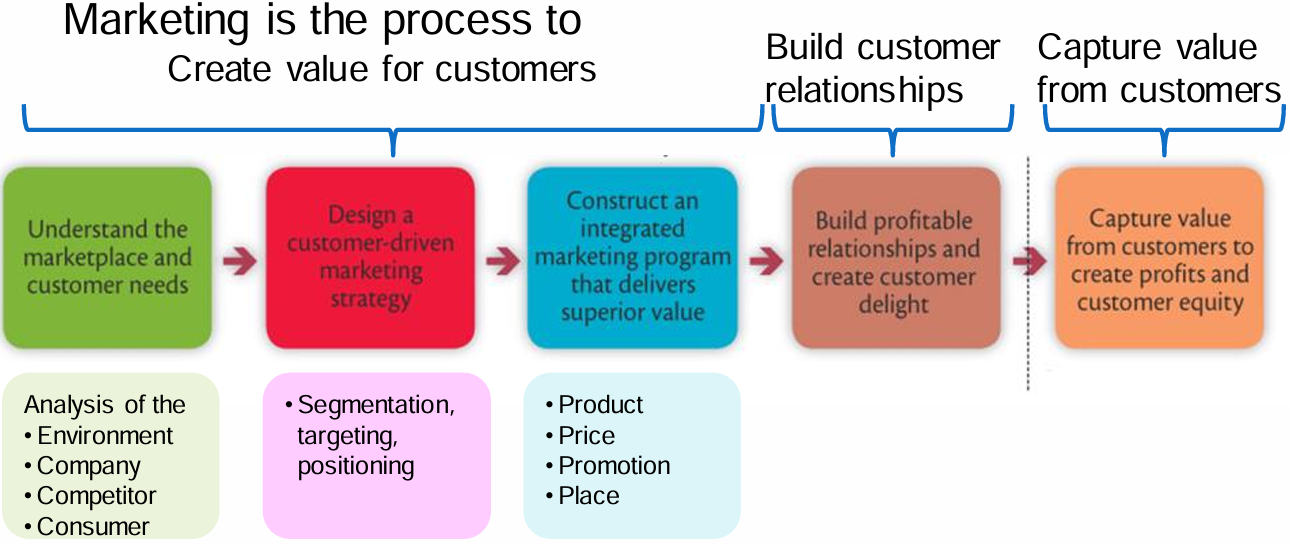 Marketing is the process to
Create value for customers
Build customer
relationships
Capture value
from customers
Understand the
marketplace and
customer needs
Design a
customer-driven
marketing
strategy
Construct an
integrated
marketing program
that delivers
superior value
Build profitable
relationships and
create customer
delight
Capture value
from customers to
create profits and
customer equity
Analysis of the
• Environment
• Company
• Competitor
• Consumer
• Segmentation,
targeting,
positioning
• Product
• Price
• Promotion
• Place